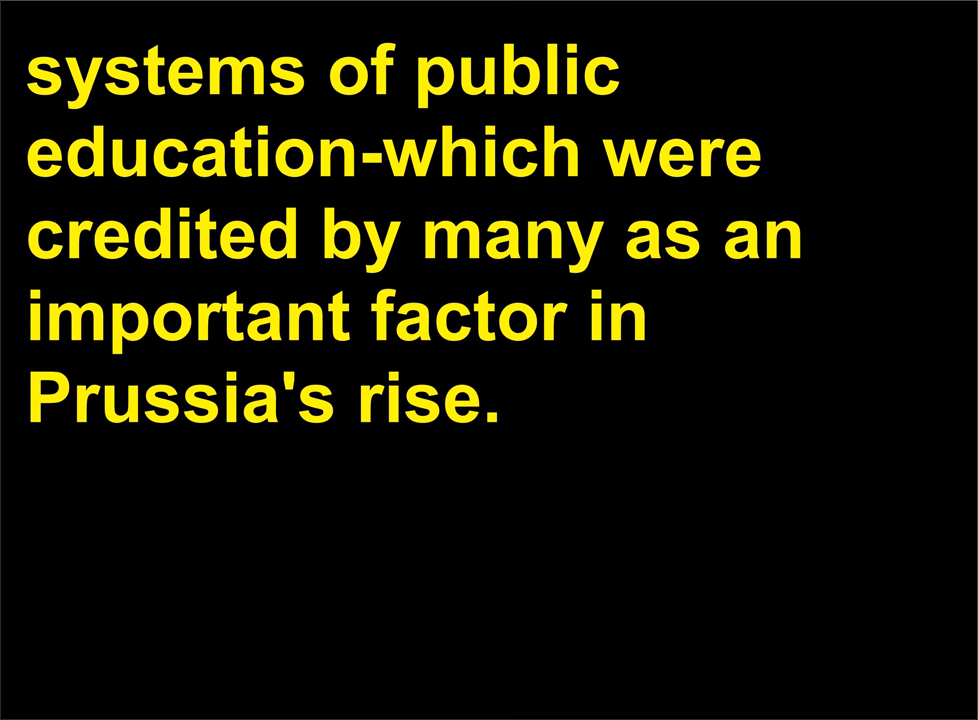 systems of public
education-which were
credited by many as an
important factor in
Prussia's rise.